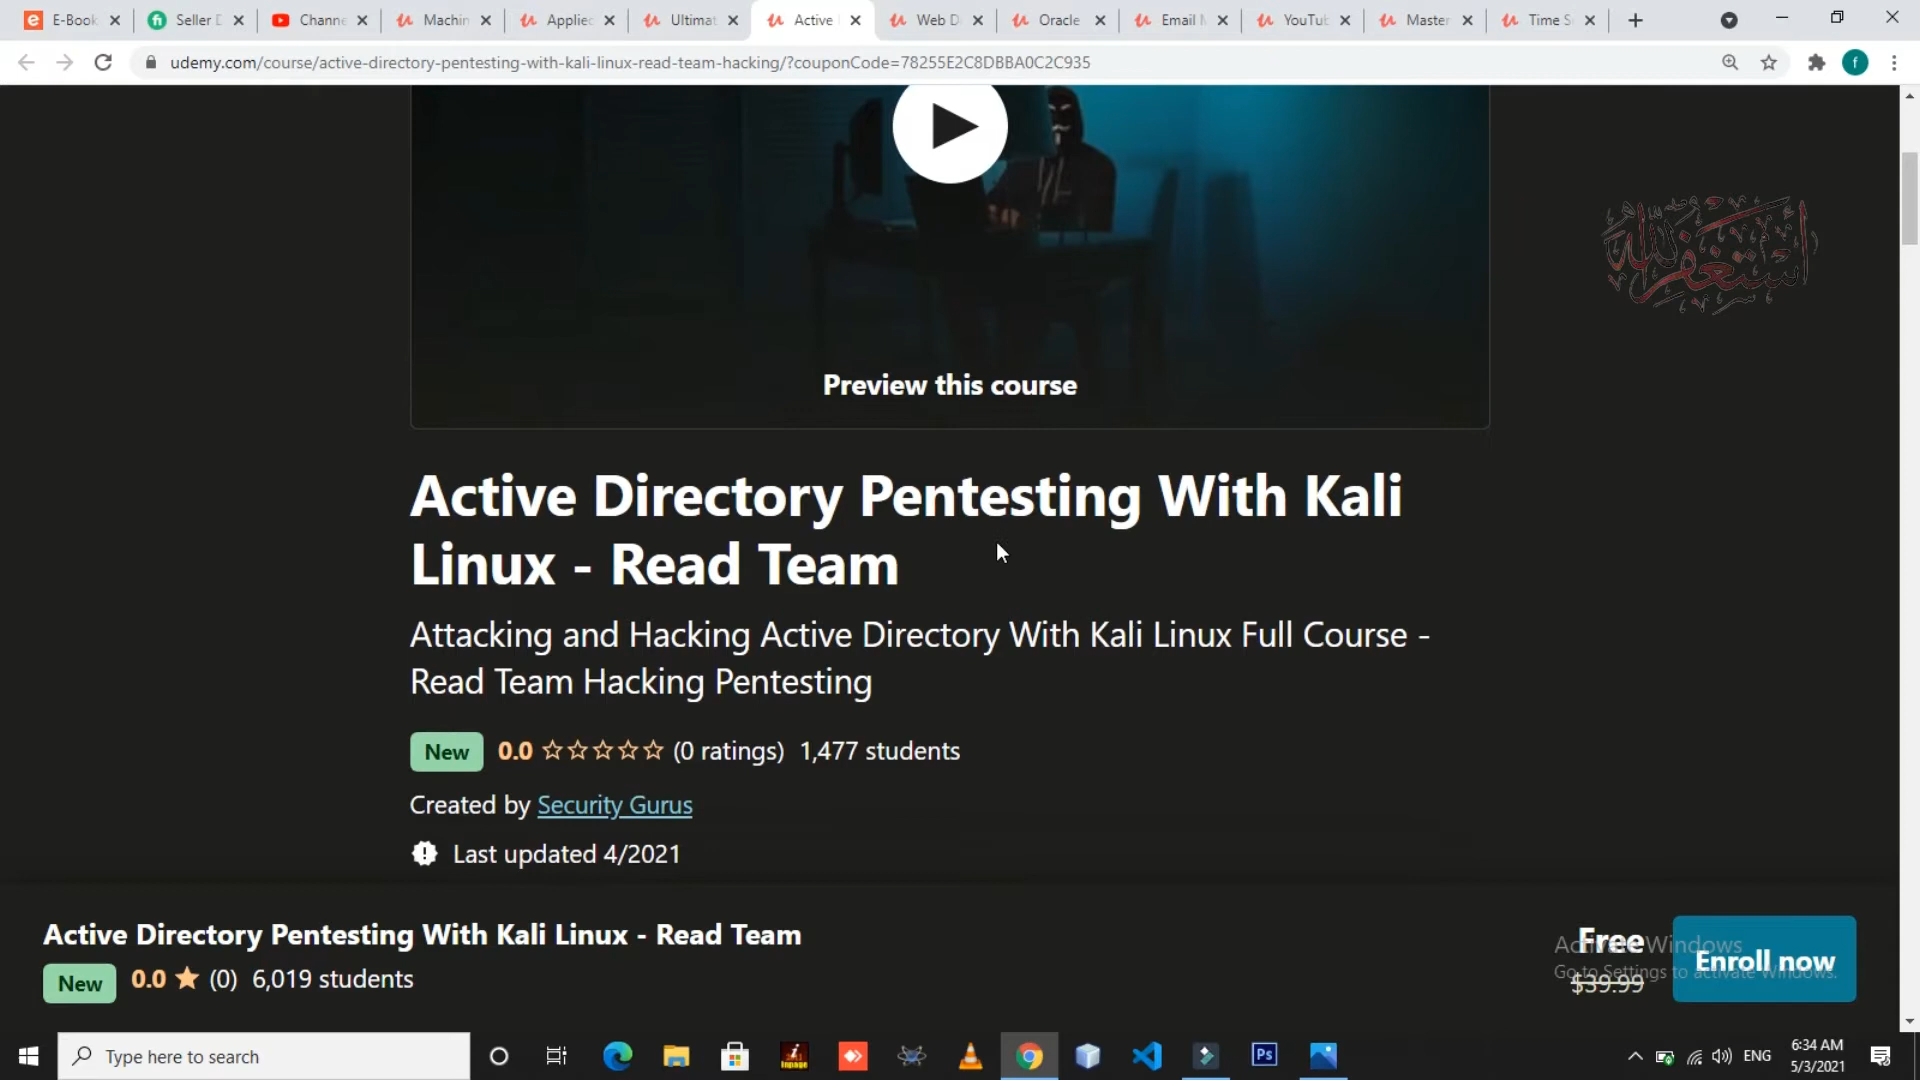 E-Book
Seller D
Channe
Machin
Applied
Ultimat
Active
Web D
Oracle
Email M
YouTub
Master
Time S
udemy.com/course/active-directory-pentesting-with-kali-linux-read-team-hacking/?couponCode=78255E2C8DBBA0C2C935
f
أستغفر الله
Preview this course
Active Directory Pentesting With Kali
Linux - Read Team
Attacking and Hacking Active Directory With Kali Linux Full Course -
Read Team Hacking Pentesting
New 0.0 (0 ratings) 1,477 students
Created by Security Gurus
Last updated 4/2021
Active Directory Pentesting With Kali Linux - Read Team
New 0.0 (0) 6,019 students
Free
$39.99
Enroll now
Activate Windows
Go to Settings to activate Windows.
Type here to search
Ps
ENG
6:34 AM
5/3/2021